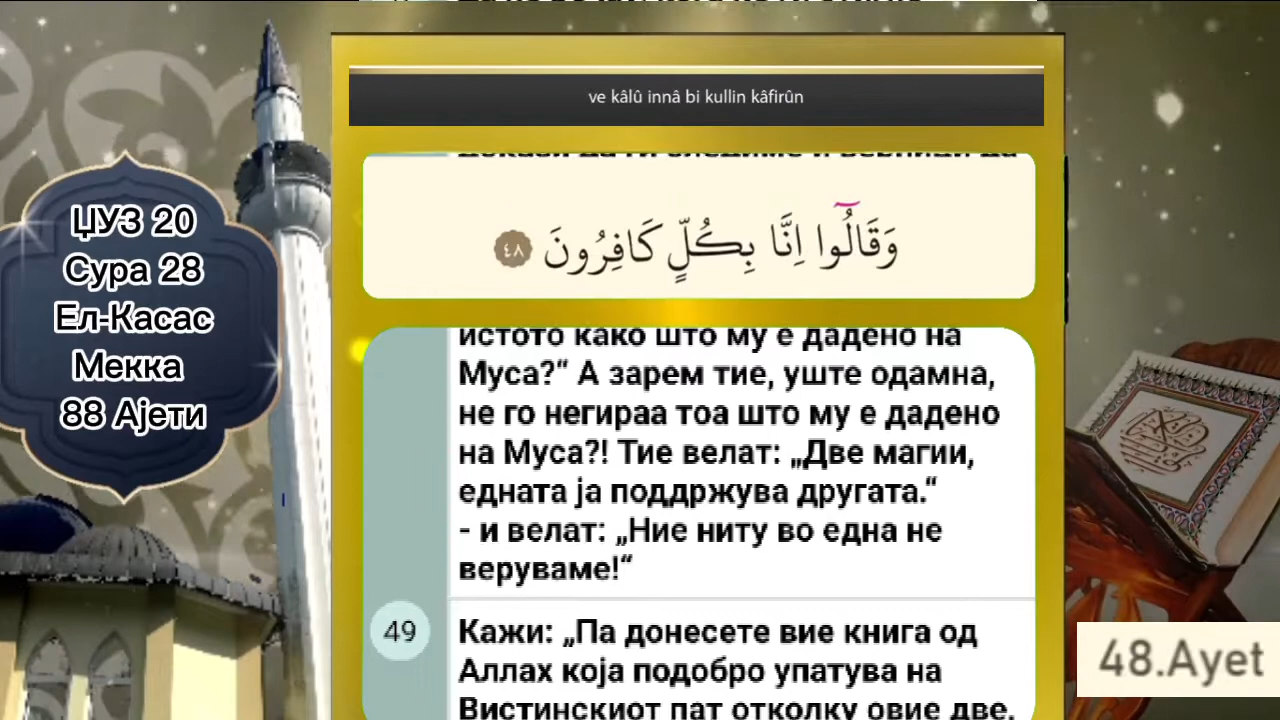 ve kâlû innâ bi kullin kâfirûn
وَقَالُٓوا اِنَّا بِكُلٍّ كَافِرُونَ ٤٨
ЏУЗ 20
Сура 28
Ел-Касас
Мекка
88 Ајети
истото како што му е дадено на
Муса?“ А зарем тие, уште одамна,
не го негираа тоа што му е дадено
на Муса?! Тие велат: „Две магии,
едната ја поддржува другата.“
- и велат: „Ние ниту во една не
веруваме!“
49
Кажи: „Па донесете вие книга од
Аллах која подобро упатува на
Вистинскиот пат отколку овие две,
48.Ayet